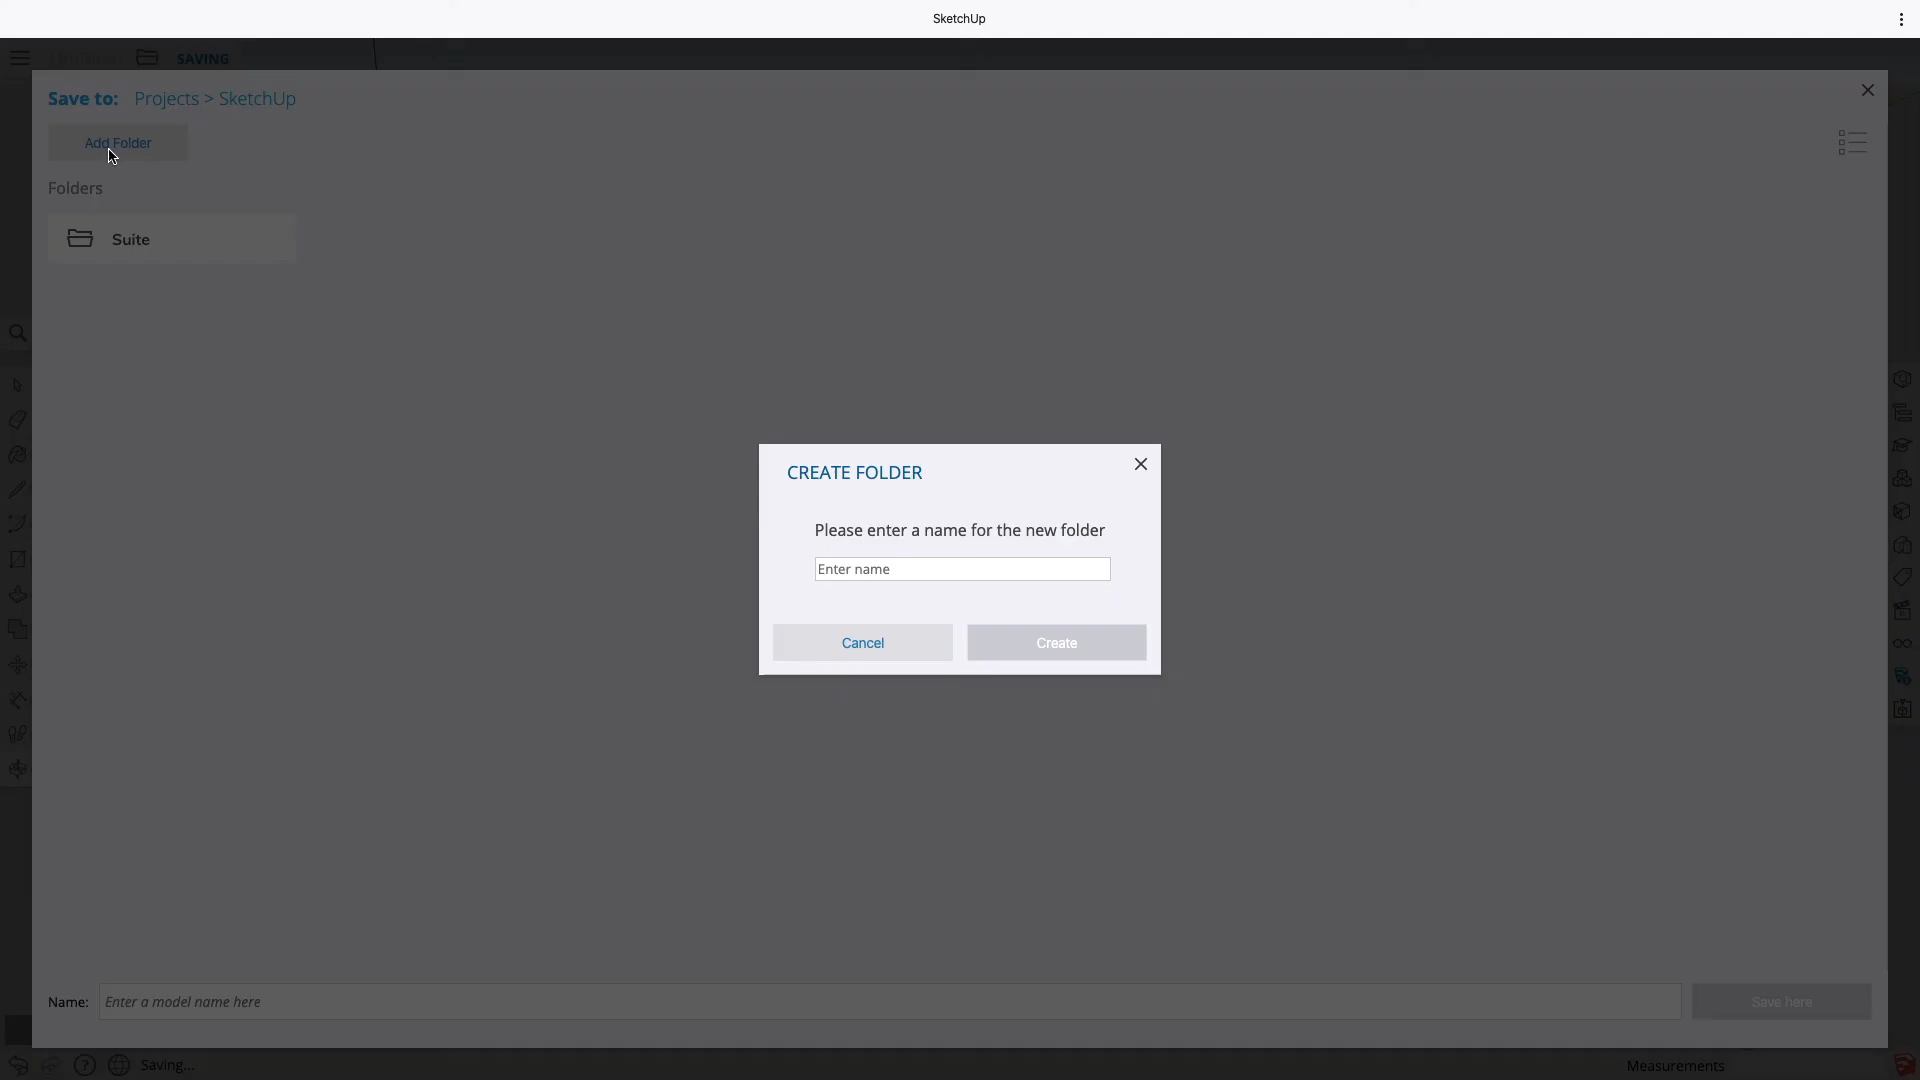 SketchUp
Untitled
SAVING
Save to: Projects > SketchUp
Add Folder
Folders
Suite
CREATE FOLDER
Please enter a name for the new folder
Enter name
Cancel
Create
Name:
Enter a model name here
Save here
Saving...
Measurements